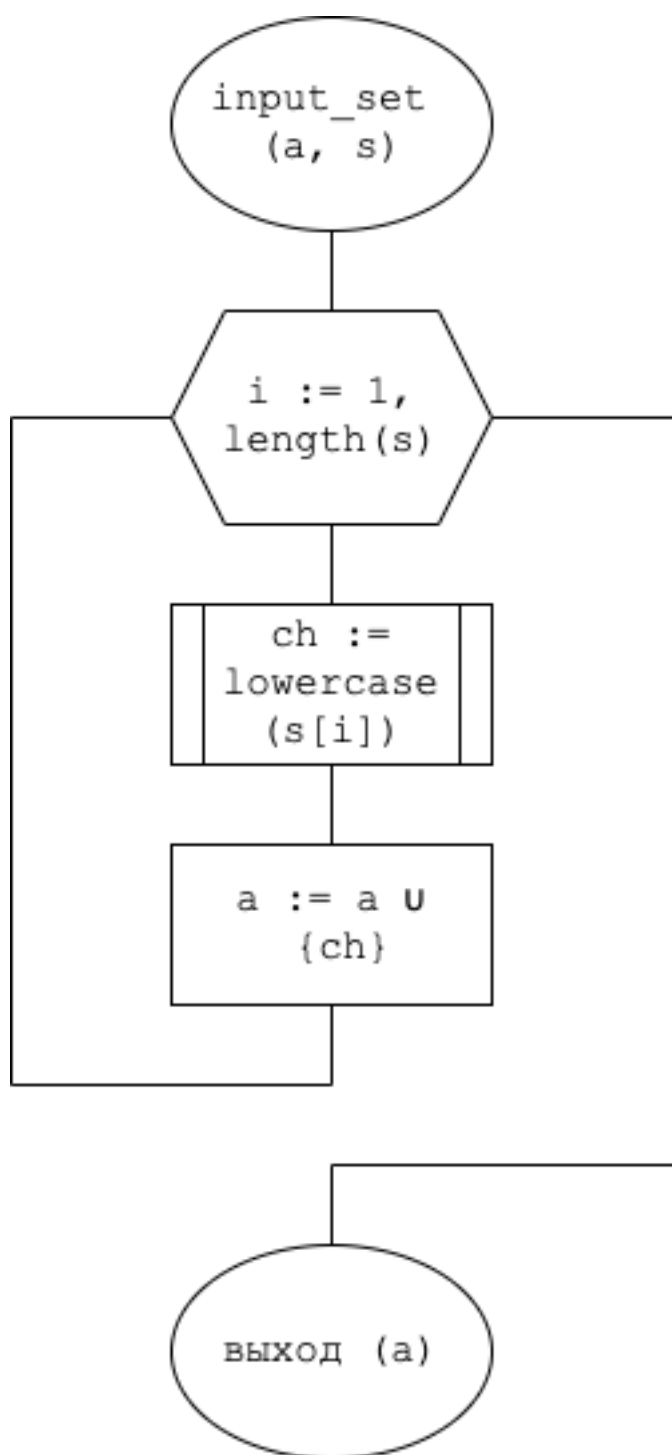 input_set
(a, s)
i := 1,
length(s)
ch :=
lowercase
(s[i])
a := a ∪
{ch}
выход (a)